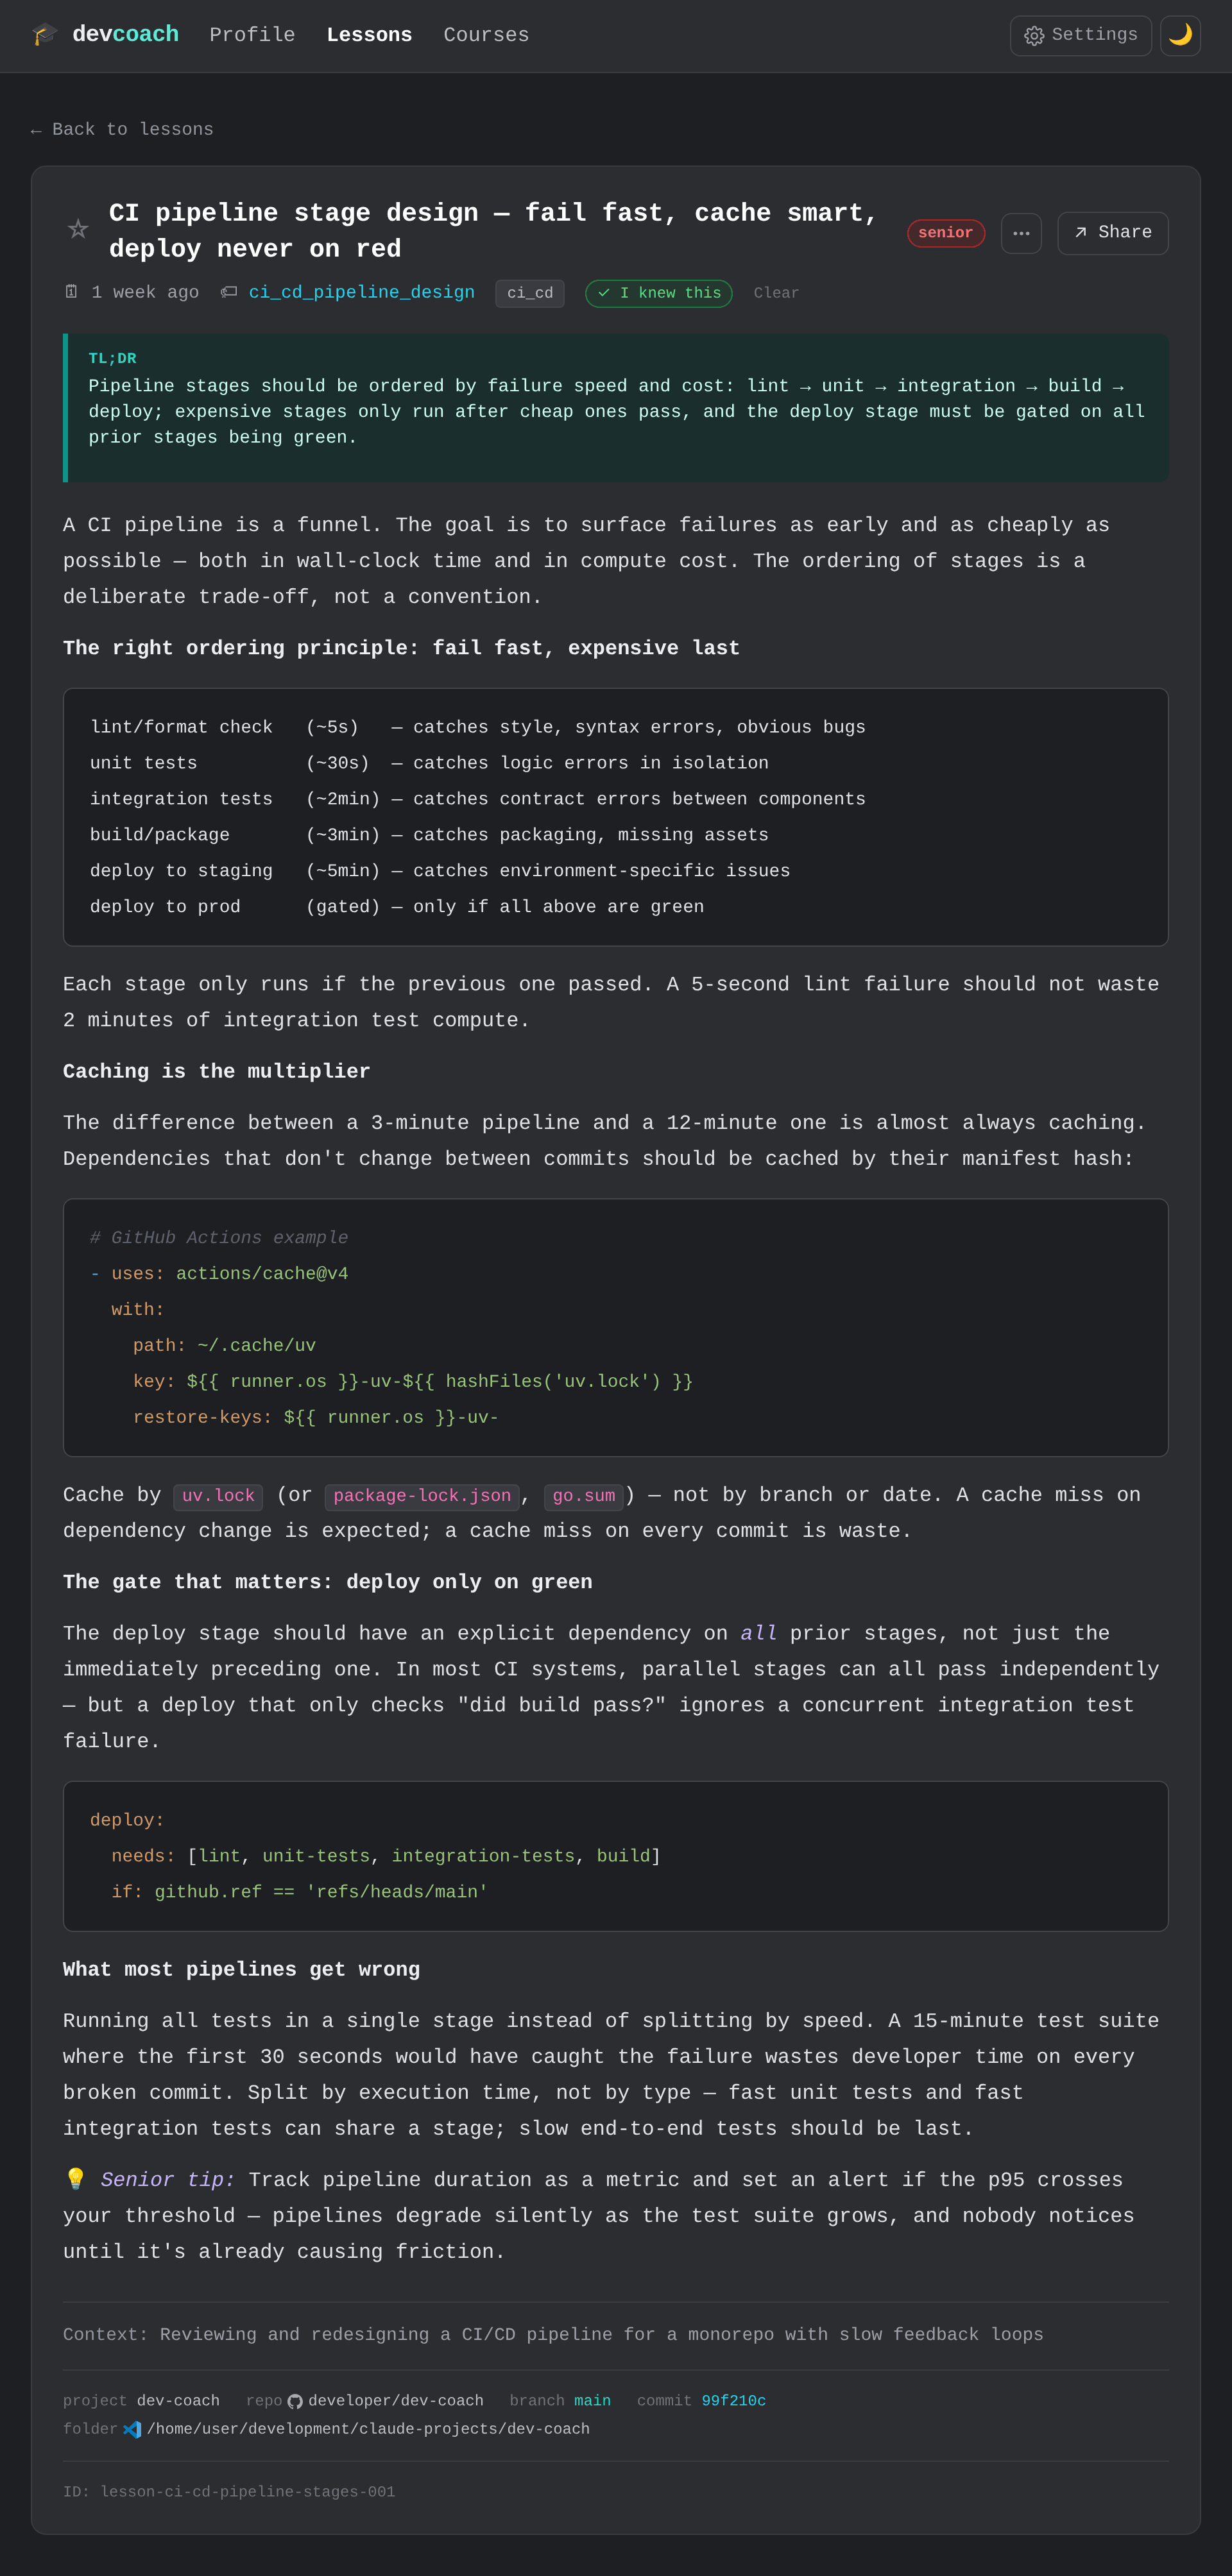 devcoach Profile Lessons Courses Settings
← Back to lessons
CI pipeline stage design — fail fast, cache smart,
deploy never on red
senior
Share
1 week ago ci_cd_pipeline_design ci_cd ✓ I knew this Clear
TL;DR
Pipeline stages should be ordered by failure speed and cost: lint → unit → integration → build →
deploy; expensive stages only run after cheap ones pass, and the deploy stage must be gated on all
prior stages being green.
A CI pipeline is a funnel. The goal is to surface failures as early and as cheaply as
possible — both in wall-clock time and in compute cost. The ordering of stages is a
deliberate trade-off, not a convention.
The right ordering principle: fail fast, expensive last
lint/format check   (~5s)   — catches style, syntax errors, obvious bugs
unit tests          (~30s)  — catches logic errors in isolation
integration tests   (~2min) — catches contract errors between components
build/package       (~3min) — catches packaging, missing assets
deploy to staging   (~5min) — catches environment-specific issues
deploy to prod      (gated) — only if all above are green
Each stage only runs if the previous one passed. A 5-second lint failure should not waste
2 minutes of integration test compute.
Caching is the multiplier
The difference between a 3-minute pipeline and a 12-minute one is almost always caching.
Dependencies that don't change between commits should be cached by their manifest hash:
# GitHub Actions example
- uses: actions/cache@v4
  with:
    path: ~/.cache/uv
    key: ${{ runner.os }}-uv-${{ hashFiles('uv.lock') }}
    restore-keys: ${{ runner.os }}-uv-
Cache by uv.lock (or package-lock.json, go.sum) — not by branch or date. A cache miss on
dependency change is expected; a cache miss on every commit is waste.
The gate that matters: deploy only on green
The deploy stage should have an explicit dependency on all prior stages, not just the
immediately preceding one. In most CI systems, parallel stages can all pass independently
— but a deploy that only checks "did build pass?" ignores a concurrent integration test
failure.
deploy:
  needs: [lint, unit-tests, integration-tests, build]
  if: github.ref == 'refs/heads/main'
What most pipelines get wrong
Running all tests in a single stage instead of splitting by speed. A 15-minute test suite
where the first 30 seconds would have caught the failure wastes developer time on every
broken commit. Split by execution time, not by type — fast unit tests and fast
integration tests can share a stage; slow end-to-end tests should be last.
💡 Senior tip: Track pipeline duration as a metric and set an alert if the p95 crosses
your threshold — pipelines degrade silently as the test suite grows, and nobody notices
until it's already causing friction.
Context: Reviewing and redesigning a CI/CD pipeline for a monorepo with slow feedback loops
project dev-coach repo developer/dev-coach branch main commit 99f210c
folder /home/user/development/claude-projects/dev-coach
ID: lesson-ci-cd-pipeline-stages-001